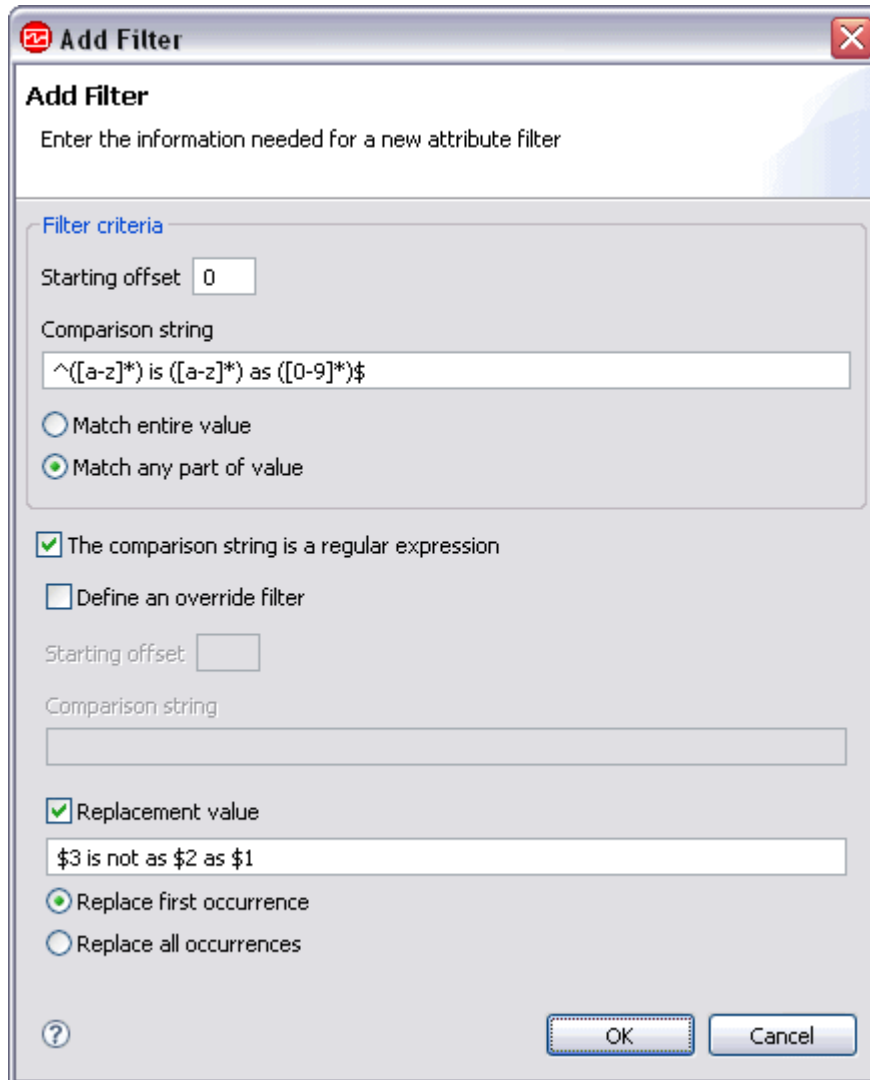 Add Filter
Add Filter
Enter the information needed for a new attribute filter
Filter criteria
Starting offset 0
Comparison string
^([a-z]*) is ([a-z]*) as ([0-9]*)$
Match entire value
Match any part of value
The comparison string is a regular expression
Define an override filter
Starting offset
Comparison string
Replacement value
$3 is not as $2 as $1
Replace first occurrence
Replace all occurrences
? OK Cancel